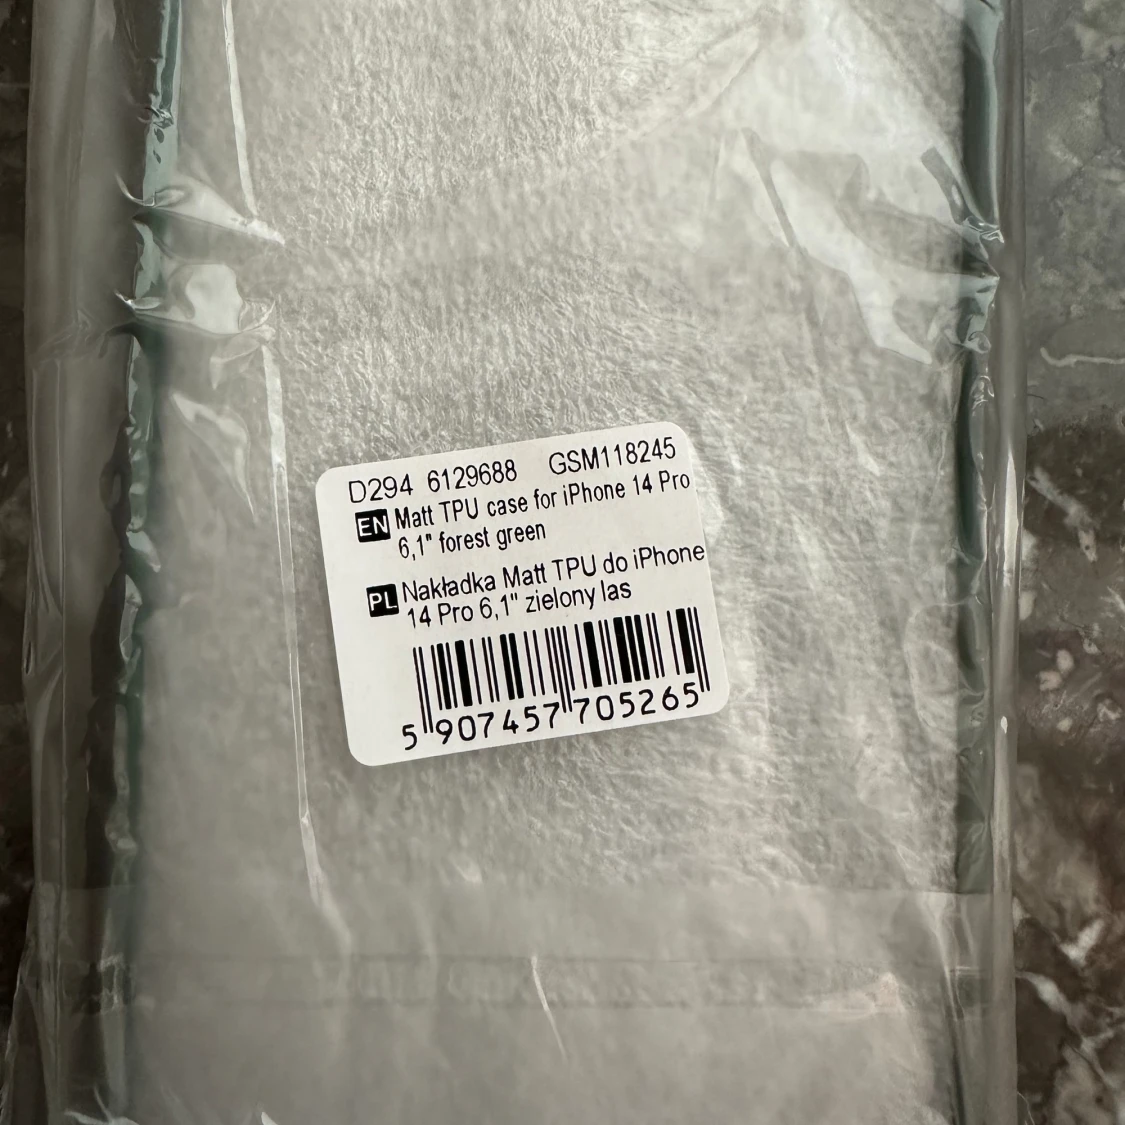 D294 6129688 GSM118245
EN Matt TPU case for iPhone 14 Pro
6,1" forest green
PL Nakładka Matt TPU do iPhone
14 Pro 6,1" zielony las
5 907457 705265